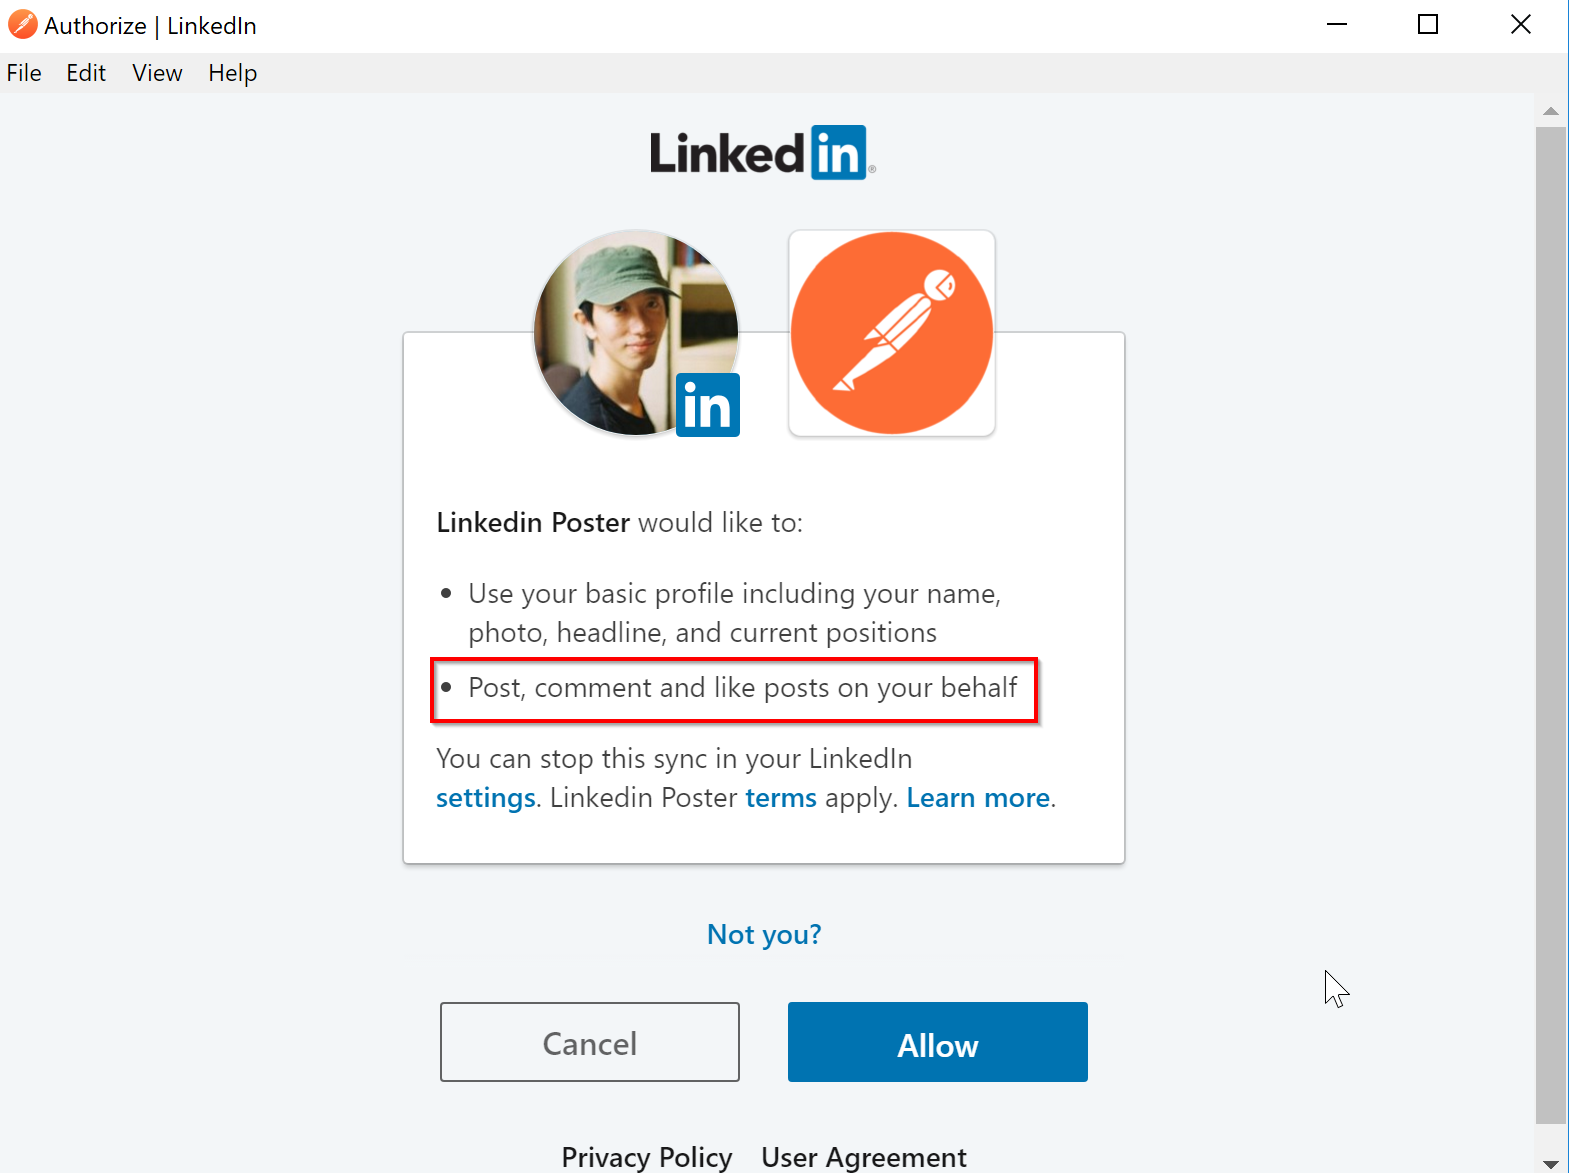 Authorize | LinkedIn
File Edit View Help
Linked in ®
in
Linkedin Poster would like to:
• Use your basic profile including your name,
photo, headline, and current positions
• Post, comment and like posts on your behalf
You can stop this sync in your LinkedIn
settings. Linkedin Poster terms apply. Learn more.
Not you?
Cancel Allow
Privacy Policy User Agreement